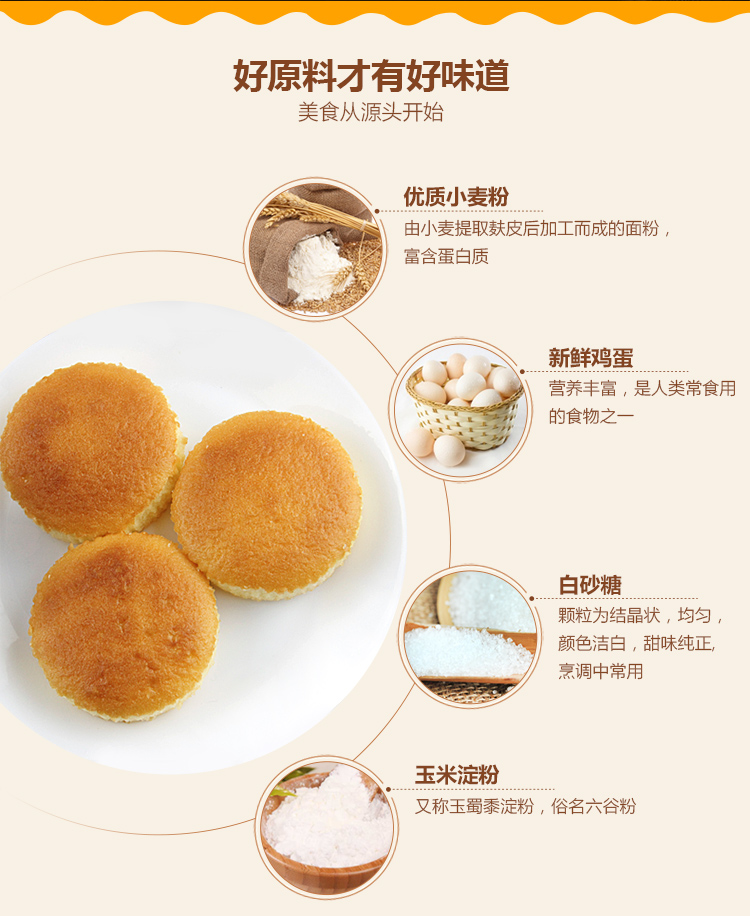 好原料才有好味道
美食从源头开始
优质小麦粉
由小麦提取麸皮后加工而成的面粉，
富含蛋白质
新鲜鸡蛋
营养丰富，是人类常食用
的食物之一
白砂糖
颗粒为结晶状，均匀，
颜色洁白，甜味纯正,
烹调中常用
玉米淀粉
又称玉蜀黍淀粉，俗名六谷粉